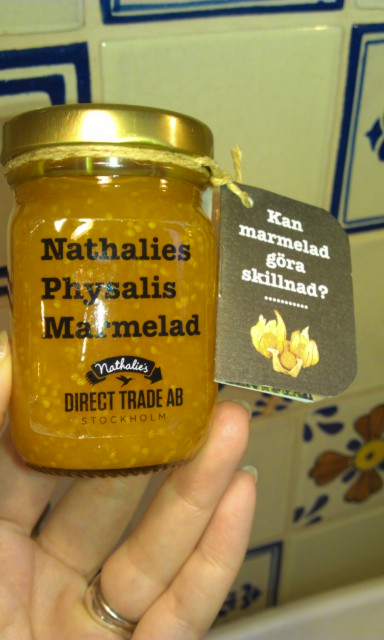 Nathalies
Physalis
Marmelad
Nathalie's
DIRECT TRADE AB
STOCKHOLM
Kan
marmelad
göra
skillnad?